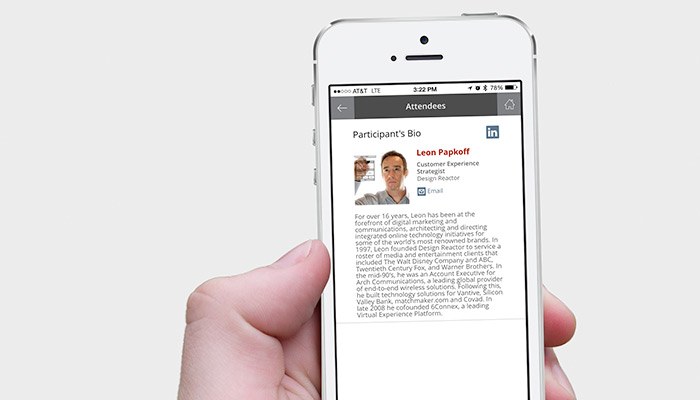 AT&T LTE 3:22 PM 78%
Attendees
Participant's Bio
in
Leon Papkoff
Customer Experience
Strategist
Design Reactor
Email
For over 16 years, Leon has been at the
forefront of digital marketing and
communications, architecting and directing
integrated online technology initiatives for
some of the world's most renowned brands. In
1997, Leon founded Design Reactor to service a
roster of media and entertainment clients that
included The Walt Disney Company and ABC,
Twentieth Century Fox, and Warner Brothers. In
the mid-90's, he was an Account Executive for
Arch Communications, a leading global provider
of end-to-end wireless solutions. Following this,
he built technology solutions for Vantive, Silicon
Valley Bank, matchmaker.com and Covad. In
late 2008 he cofounded 6Connex, a leading
Virtual Experience Platform.